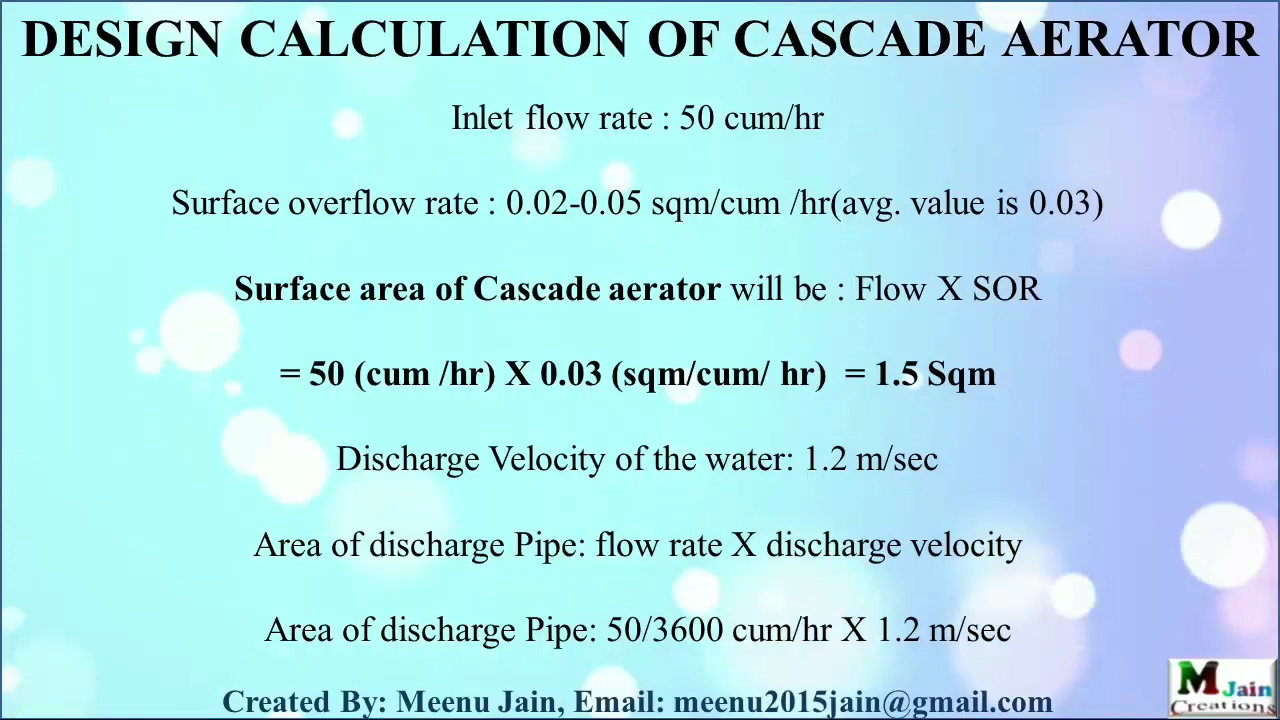 DESIGN CALCULATION OF CASCADE AERATOR
Inlet flow rate : 50 cum/hr
Surface overflow rate : 0.02-0.05 sqm/cum /hr(avg. value is 0.03)
Surface area of Cascade aerator will be : Flow X SOR
= 50 (cum /hr) X 0.03 (sqm/cum/ hr) = 1.5 Sqm
Discharge Velocity of the water: 1.2 m/sec
Area of discharge Pipe: flow rate X discharge velocity
Area of discharge Pipe: 50/3600 cum/hr X 1.2 m/sec
Created By: Meenu Jain, Email: meenu2015jain@gmail.com
M Jain
Creations